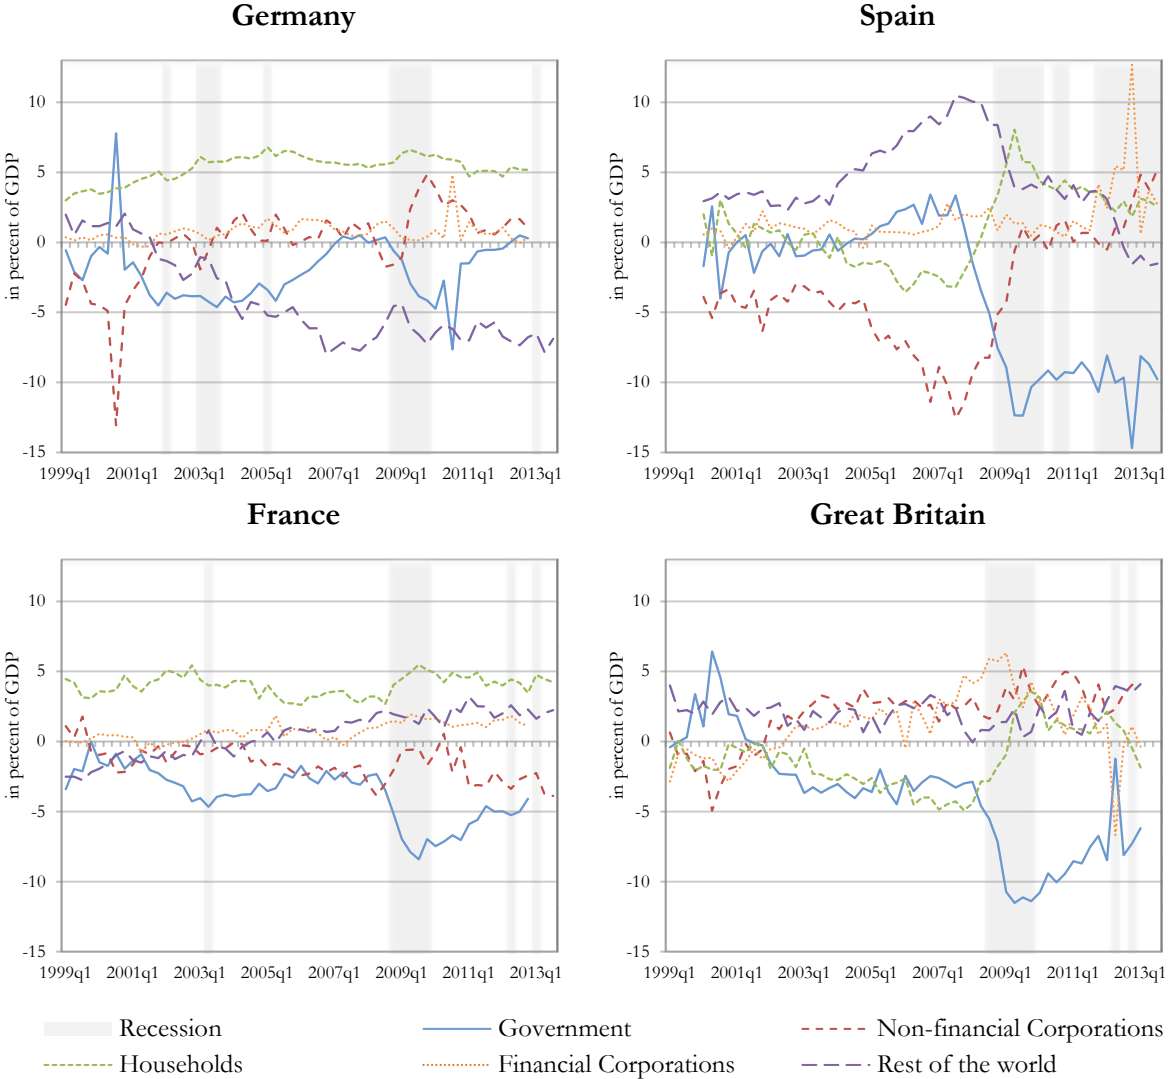 Germany
in percent of GDP
10
5
0
-5
-10
-15
1999q1 2001q1 2003q1 2005q1 2007q1 2009q1 2011q1 2013q1
Spain
in percent of GDP
10
5
0
-5
-10
-15
1999q1 2001q1 2003q1 2005q1 2007q1 2009q1 2011q1 2013q1
France
in percent of GDP
10
5
0
-5
-10
-15
1999q1 2001q1 2003q1 2005q1 2007q1 2009q1 2011q1 2013q1
Great Britain
in percent of GDP
10
5
0
-5
-10
-15
1999q1 2001q1 2003q1 2005q1 2007q1 2009q1 2011q1 2013q1
Recession Government Non-financial Corporations
Households Financial Corporations Rest of the world